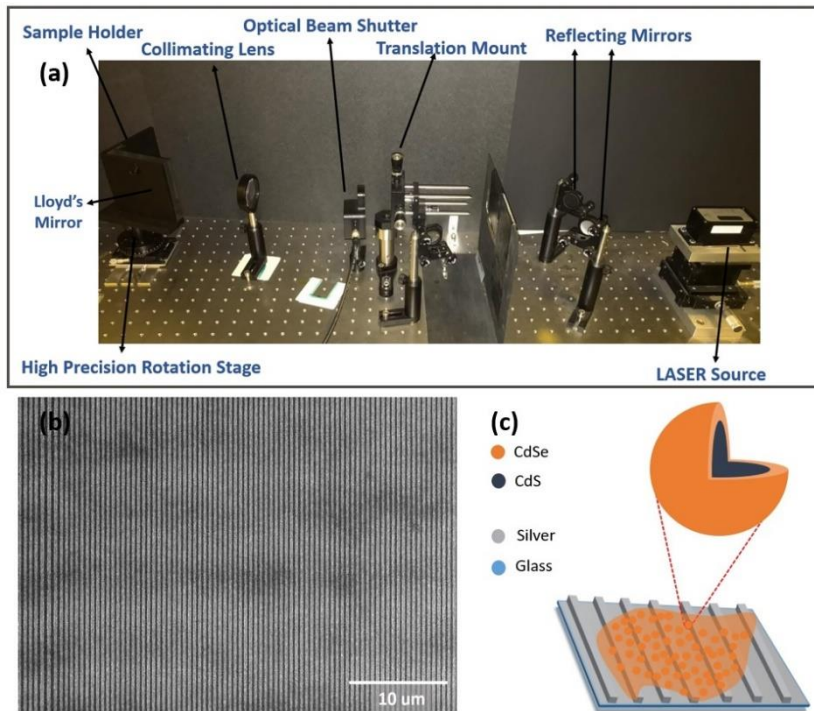 Optical Beam Shutter
Sample Holder
Collimating Lens
Translation Mount
Reflecting Mirrors
(a)
Lloyd's
Mirror
High Precision Rotation Stage
LASER Source
(b)
10 um
(c)
CdSe
CdS
Silver
Glass